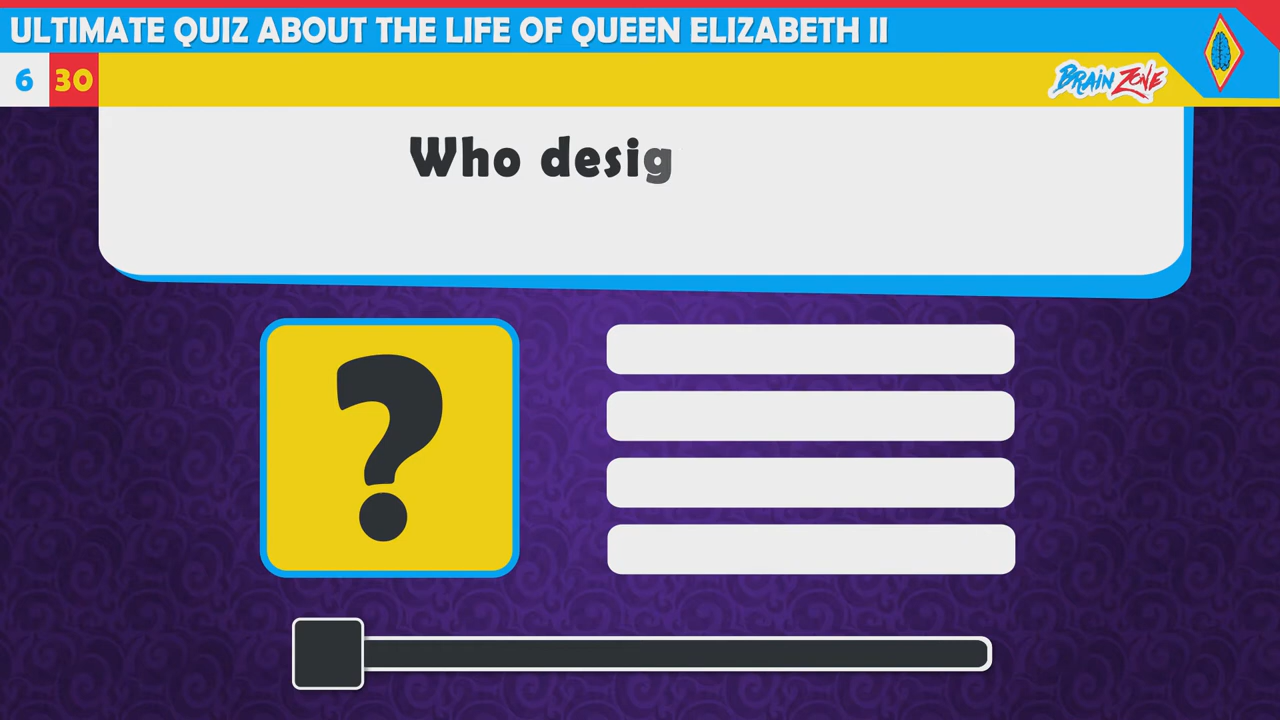 ULTIMATE QUIZ ABOUT THE LIFE OF QUEEN ELIZABETH II
6 30
BRAIN ZONE
Who desig
?